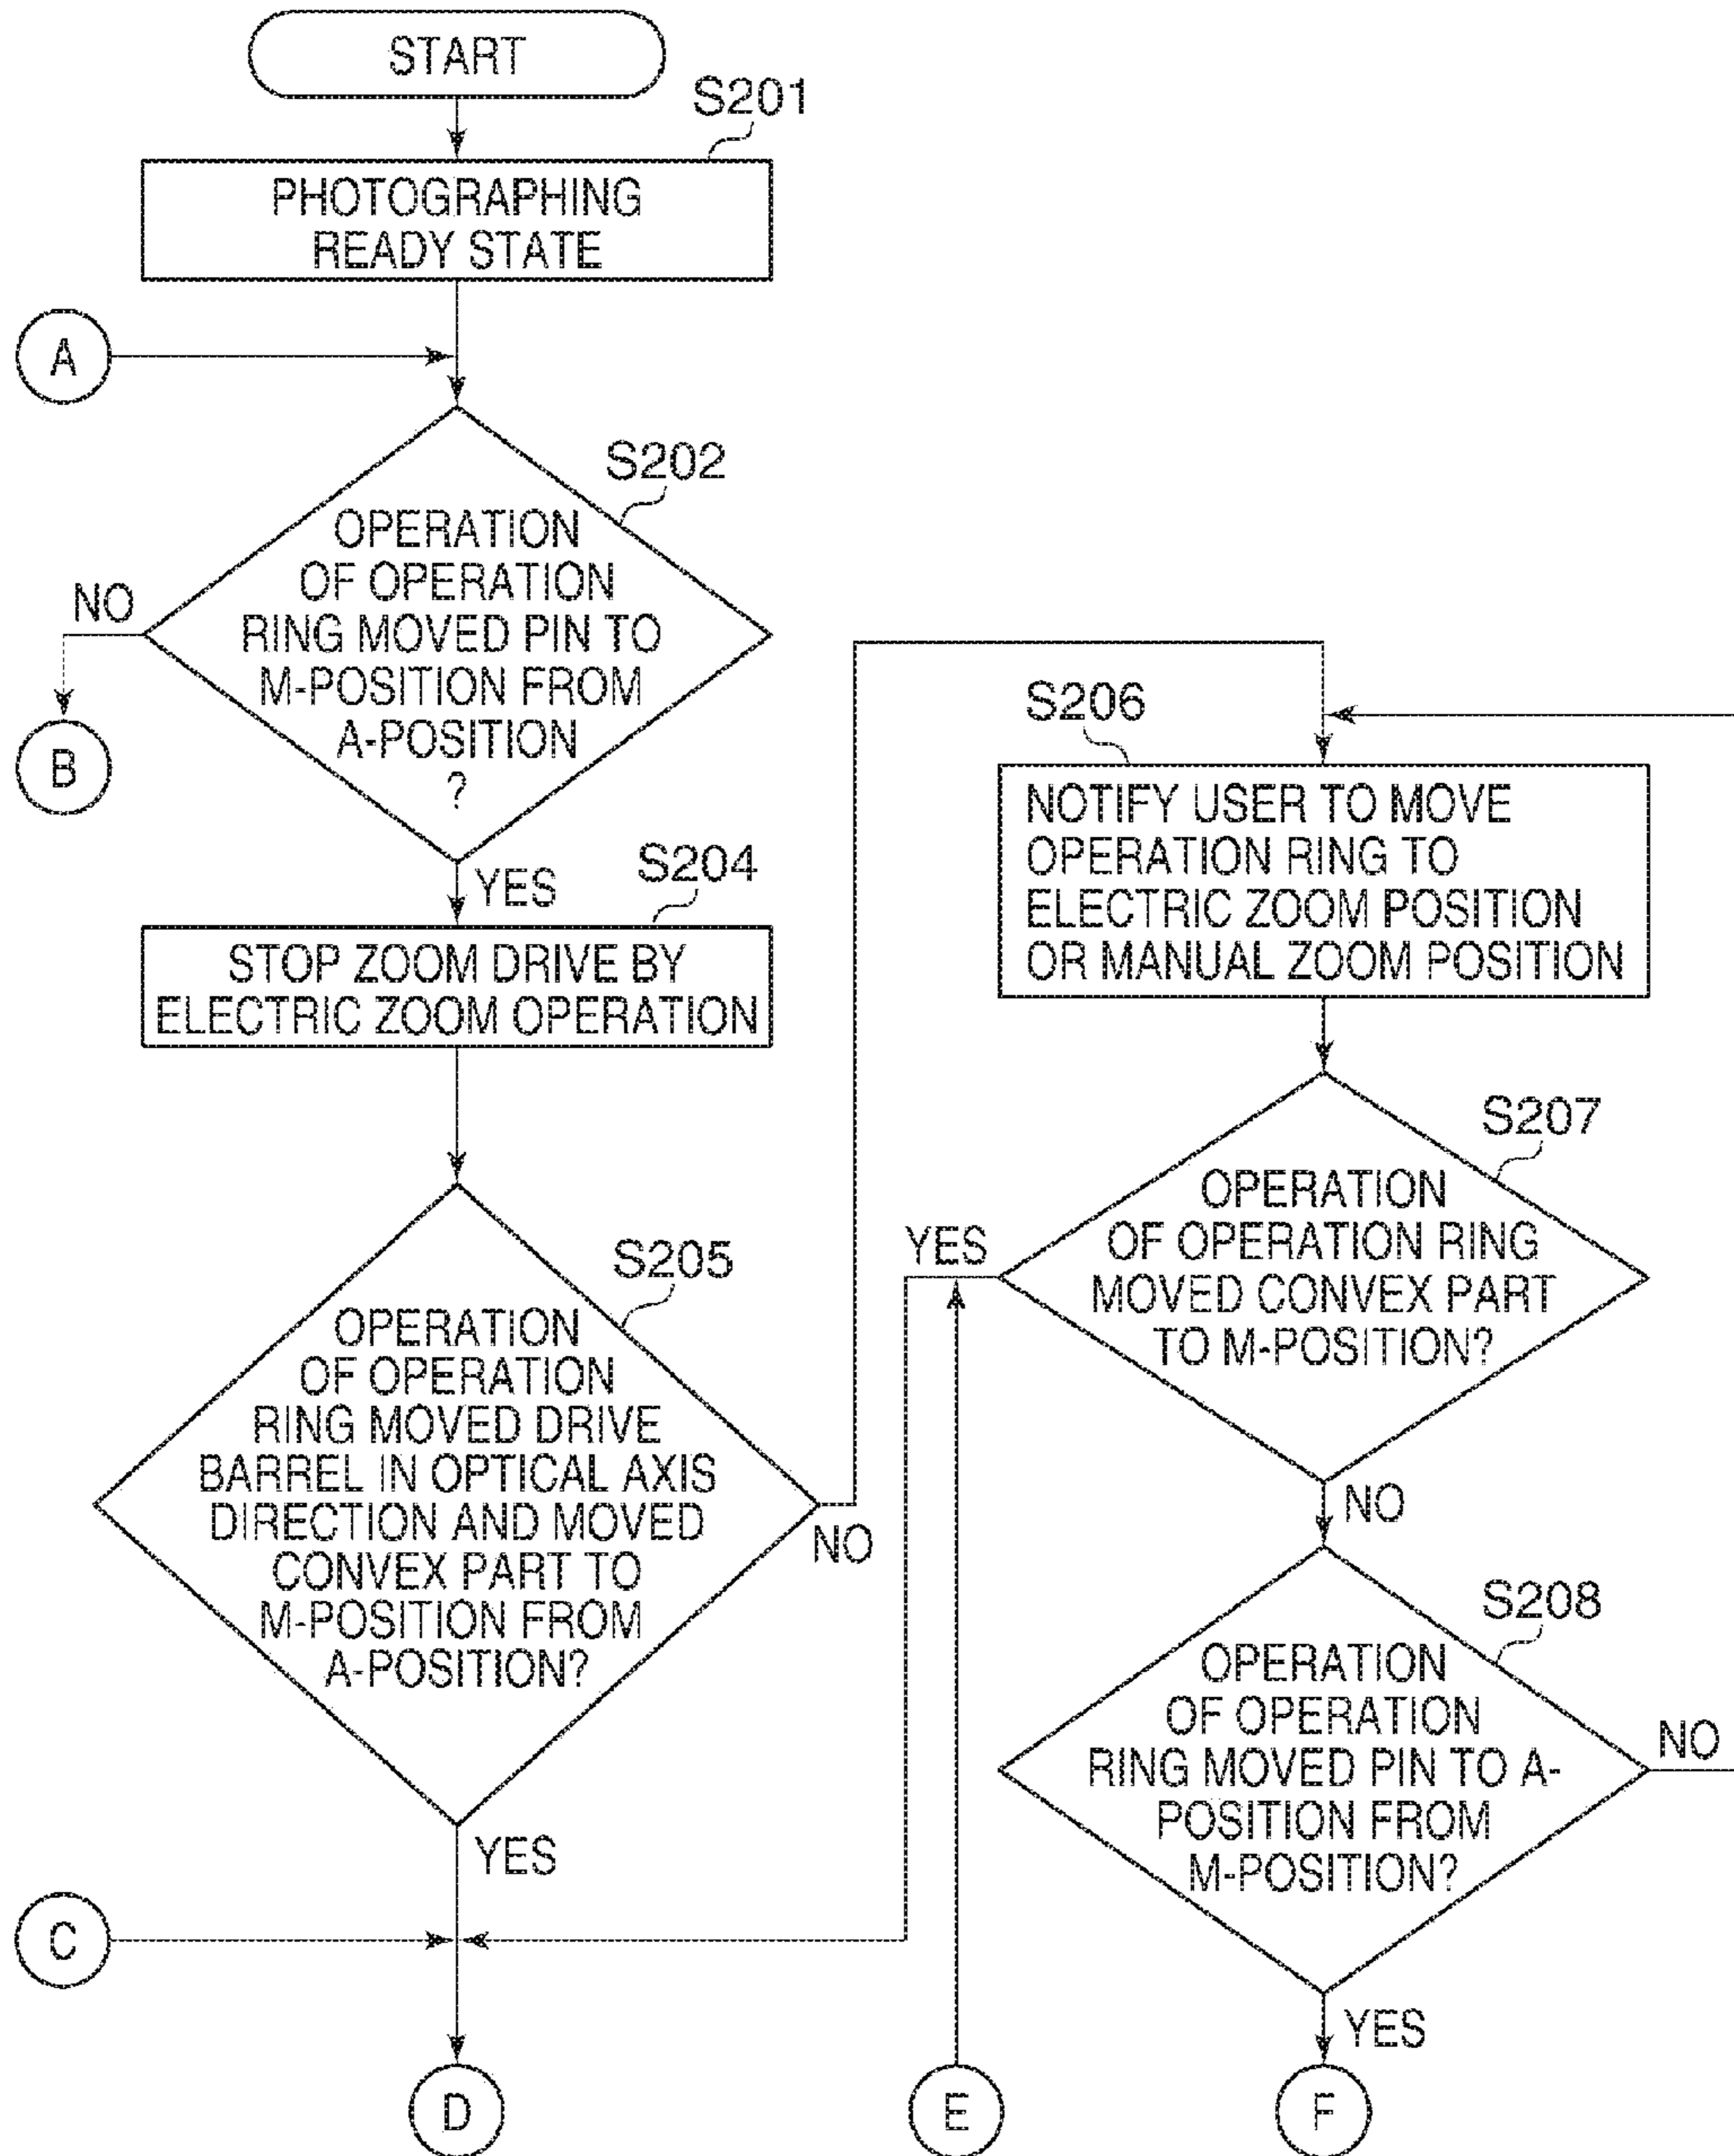 START
S201
PHOTOGRAPHING
READY STATE
A
S202
OPERATION
OF OPERATION
RING MOVED PIN TO
M-POSITION FROM
A-POSITION
?
NO
B
YES
S204
STOP ZOOM DRIVE BY
ELECTRIC ZOOM OPERATION
S205
OPERATION
OF OPERATION
RING MOVED DRIVE
BARREL IN OPTICAL AXIS
DIRECTION AND MOVED
CONVEX PART TO
M-POSITION FROM
A-POSITION?
NO
YES
C
D
S206
NOTIFY USER TO MOVE
OPERATION RING TO
ELECTRIC ZOOM POSITION
OR MANUAL ZOOM POSITION
S207
OPERATION
OF OPERATION RING
MOVED CONVEX PART
TO M-POSITION?
YES
NO
S208
OPERATION
OF OPERATION
RING MOVED PIN TO A-
POSITION FROM
M-POSITION?
NO
YES
E
F